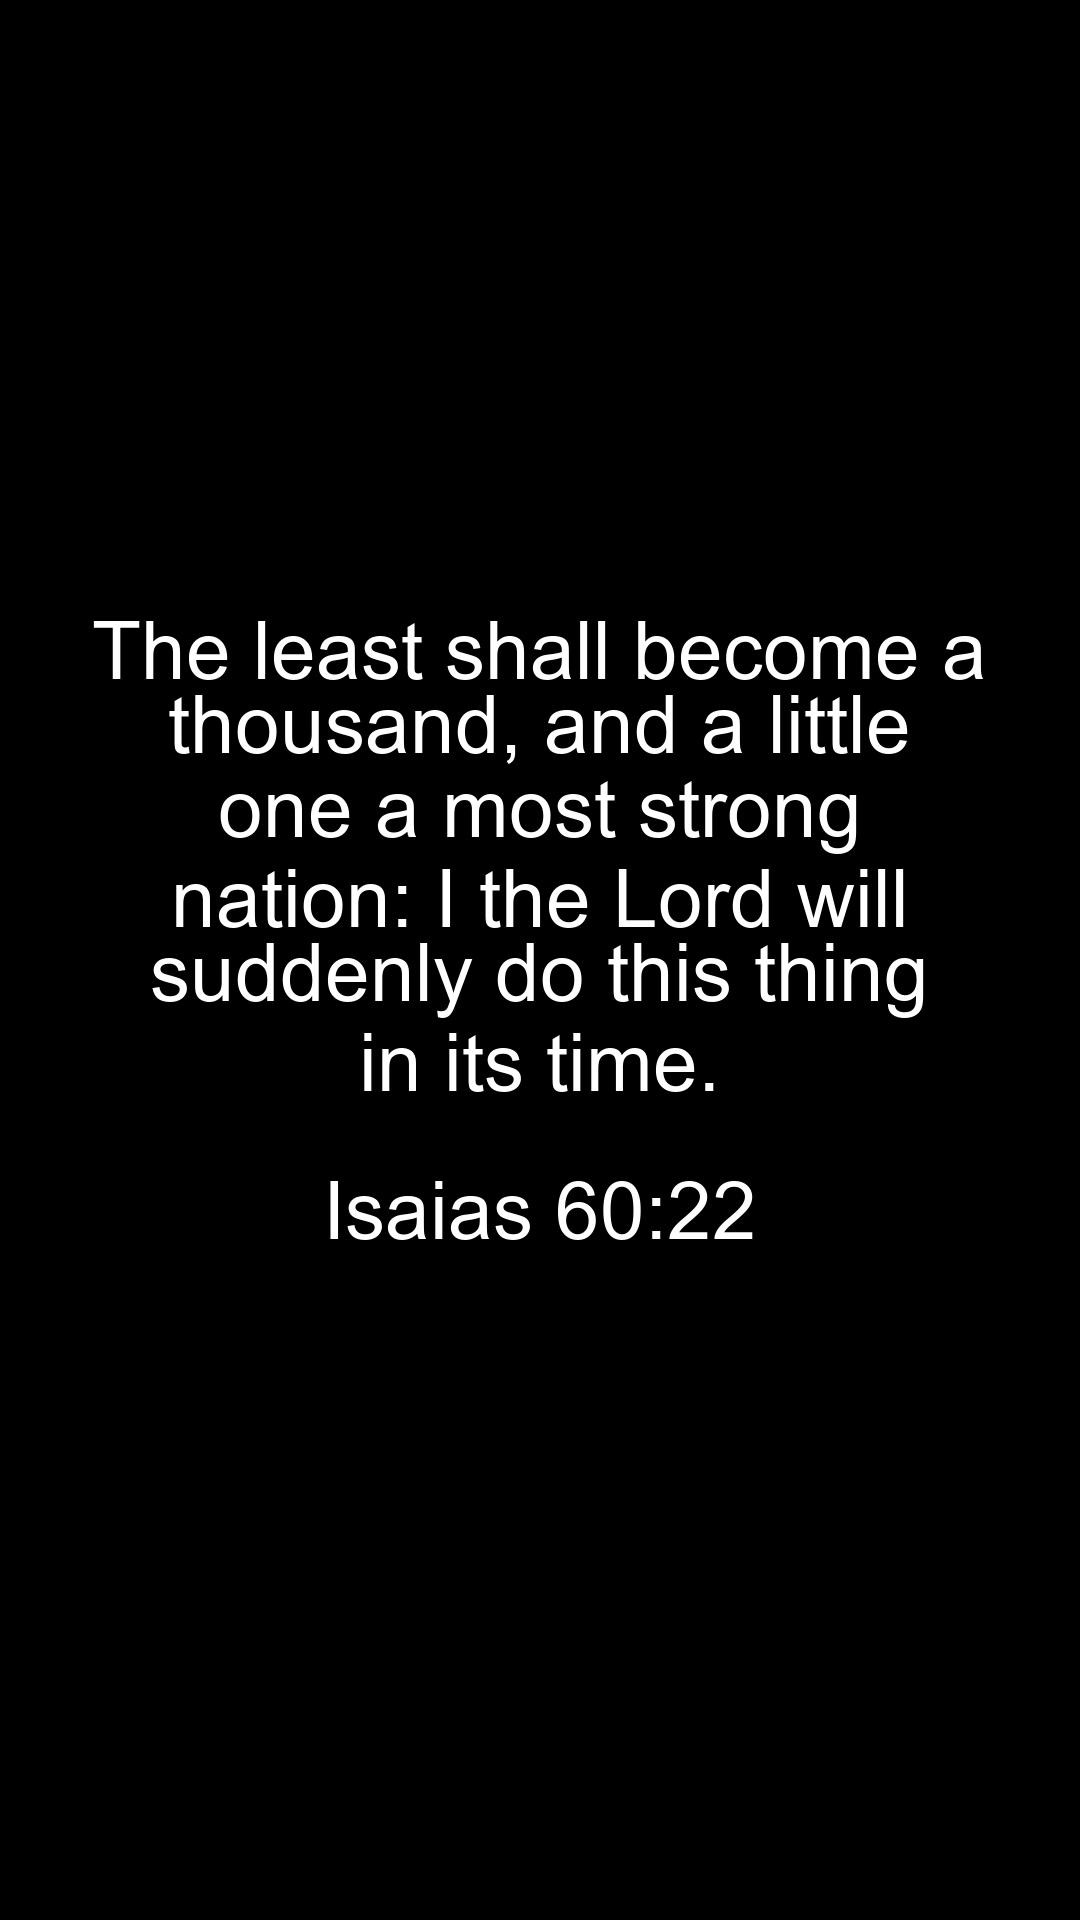 The least shall become a
thousand, and a little
one a most strong
nation: I the Lord will
suddenly do this thing
in its time.
Isaias 60:22